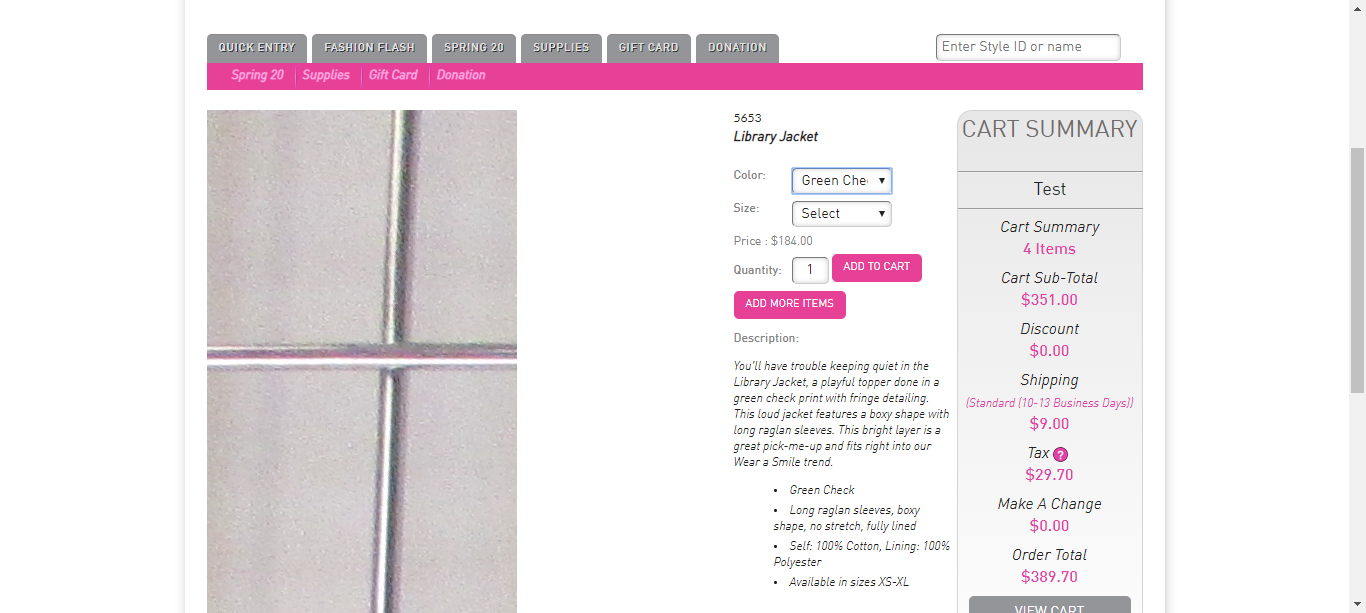 QUICK ENTRY
FASHION FLASH
SPRING 20
SUPPLIES
GIFT CARD
DONATION
Enter Style ID or name
Spring 20
Supplies
Gift Card
Donation
5653
Library Jacket
Color:
Green Che
Size:
Select
Price : $184.00
Quantity:
1
ADD TO CART
ADD MORE ITEMS
Description:
You'll have trouble keeping quiet in the
Library Jacket, a playful topper done in a
green check print with fringe detailing.
This loud jacket features a boxy shape with
long raglan sleeves. This bright layer is a
great pick-me-up and fits right into our
Wear a Smile trend.
• Green Check
• Long raglan sleeves, boxy
shape, no stretch, fully lined
• Self: 100% Cotton, Lining: 100%
Polyester
• Available in sizes XS-XL
CART SUMMARY
Test
Cart Summary
4 Items
Cart Sub-Total
$351.00
Discount
$0.00
Shipping
(Standard (10-13 Business Days))
$9.00
Tax ?
$29.70
Make A Change
$0.00
Order Total
$389.70
VIEW CART